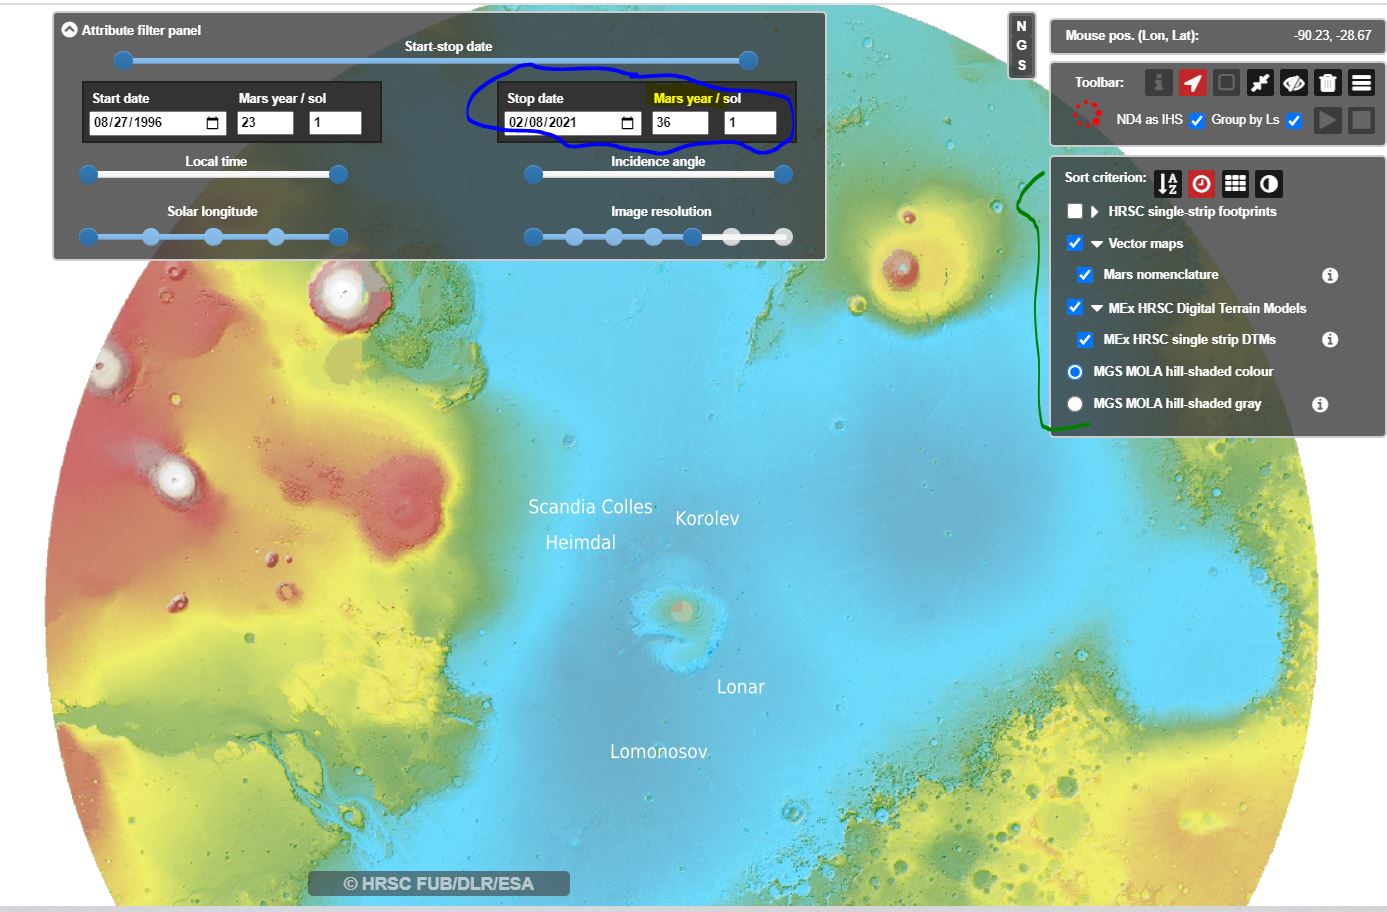 Attribute filter panel
Start-stop date
Start date Mars year / sol
08/27/1996 23 1
Stop date Mars year / sol
02/08/2021 36 1
Local time
Incidence angle
Solar longitude
Image resolution
N
G
S
Mouse pos. (Lon, Lat): -90.23, -28.67
Toolbar:
ND4 as IHS Group by Ls
Sort criterion:
A
Z
HRSC single-strip footprints
Vector maps
Mars nomenclature
MEx HRSC Digital Terrain Models
MEx HRSC single strip DTMs
MGS MOLA hill-shaded colour
MGS MOLA hill-shaded gray
Scandia Colles
Korolev
Heimdal
Lonar
Lomonosov
© HRSC FUB/DLR/ESA